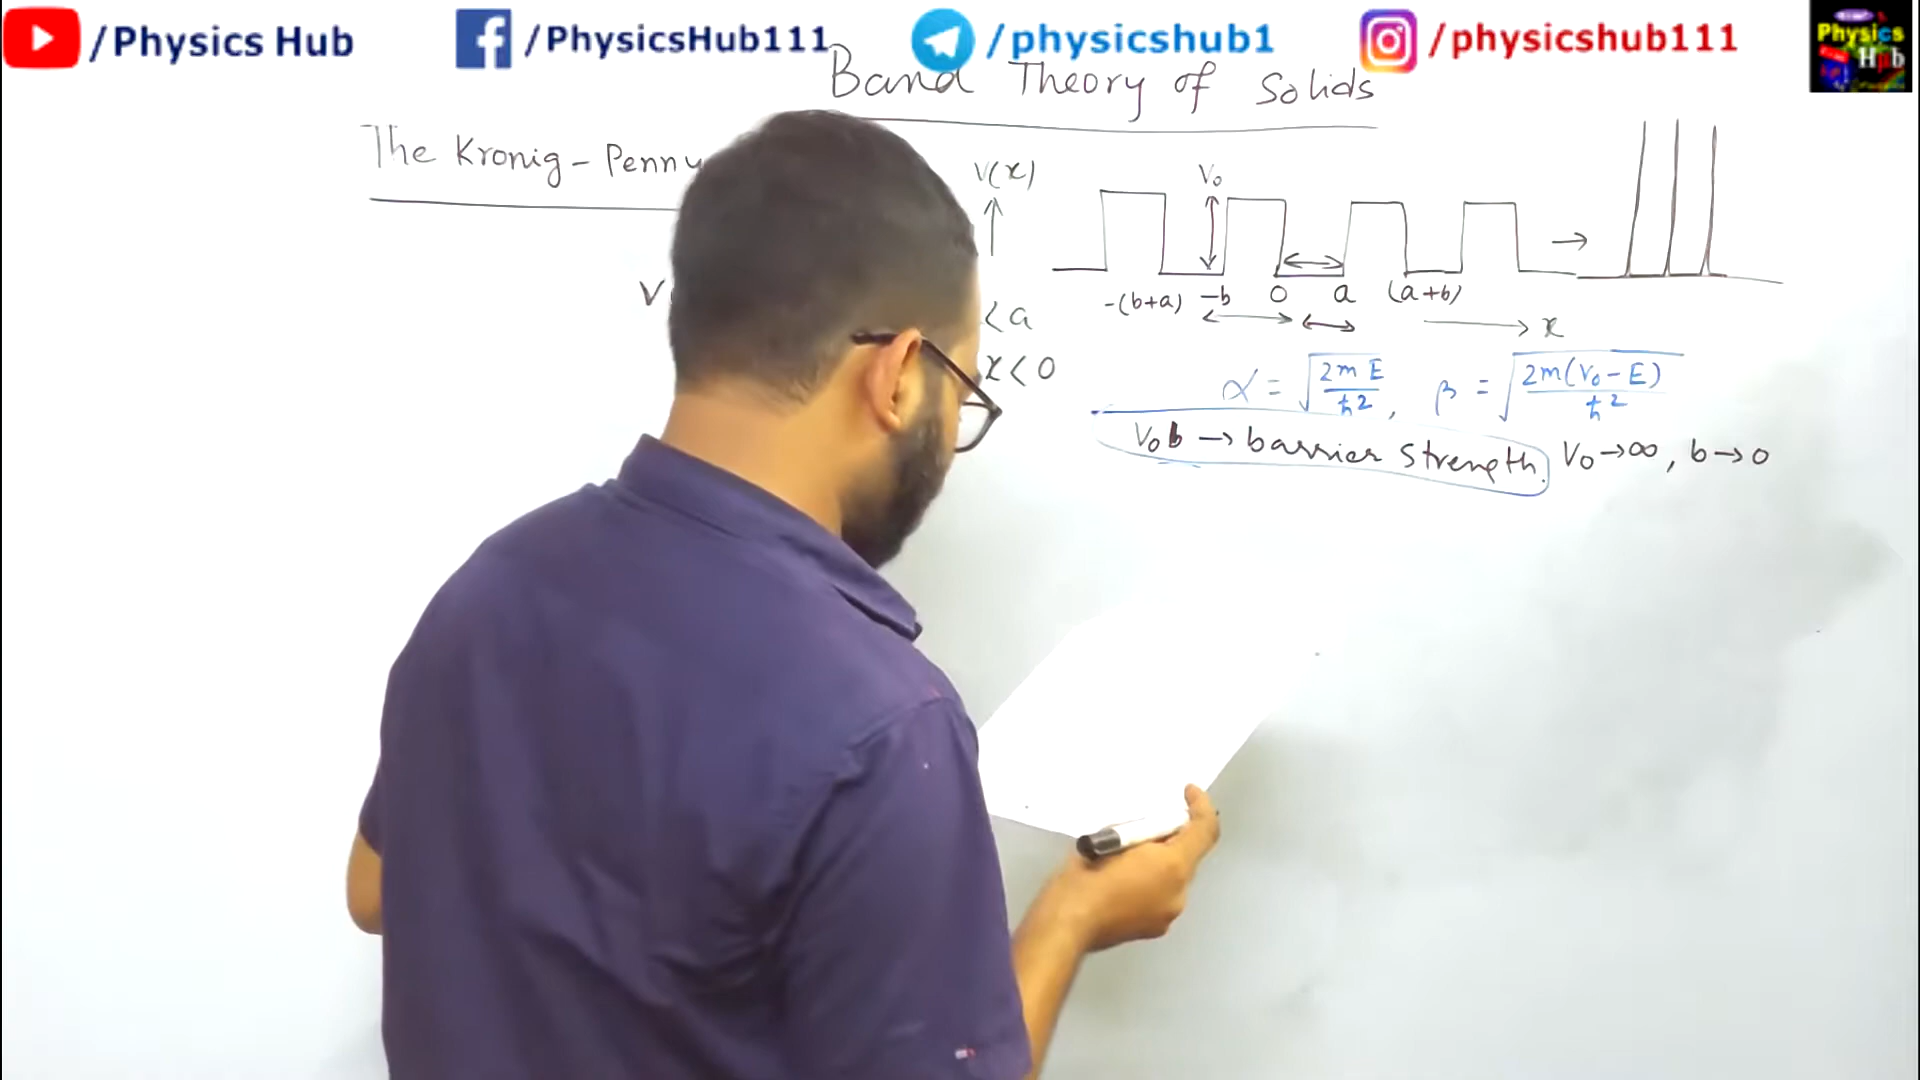 /Physics Hub /PhysicsHub111 /physicshub1 /physicshub111 Physics Hub
Band Theory of Solids
The Kronig - Penny
V(x)
V₀
-(b+a) -b 0 a (a+b)
x
V
< a
x < 0
α = √(2mE/ħ²), β = √(2m(V₀-E)/ħ²)
V₀b → barrier Strength. V₀→∞, b→0